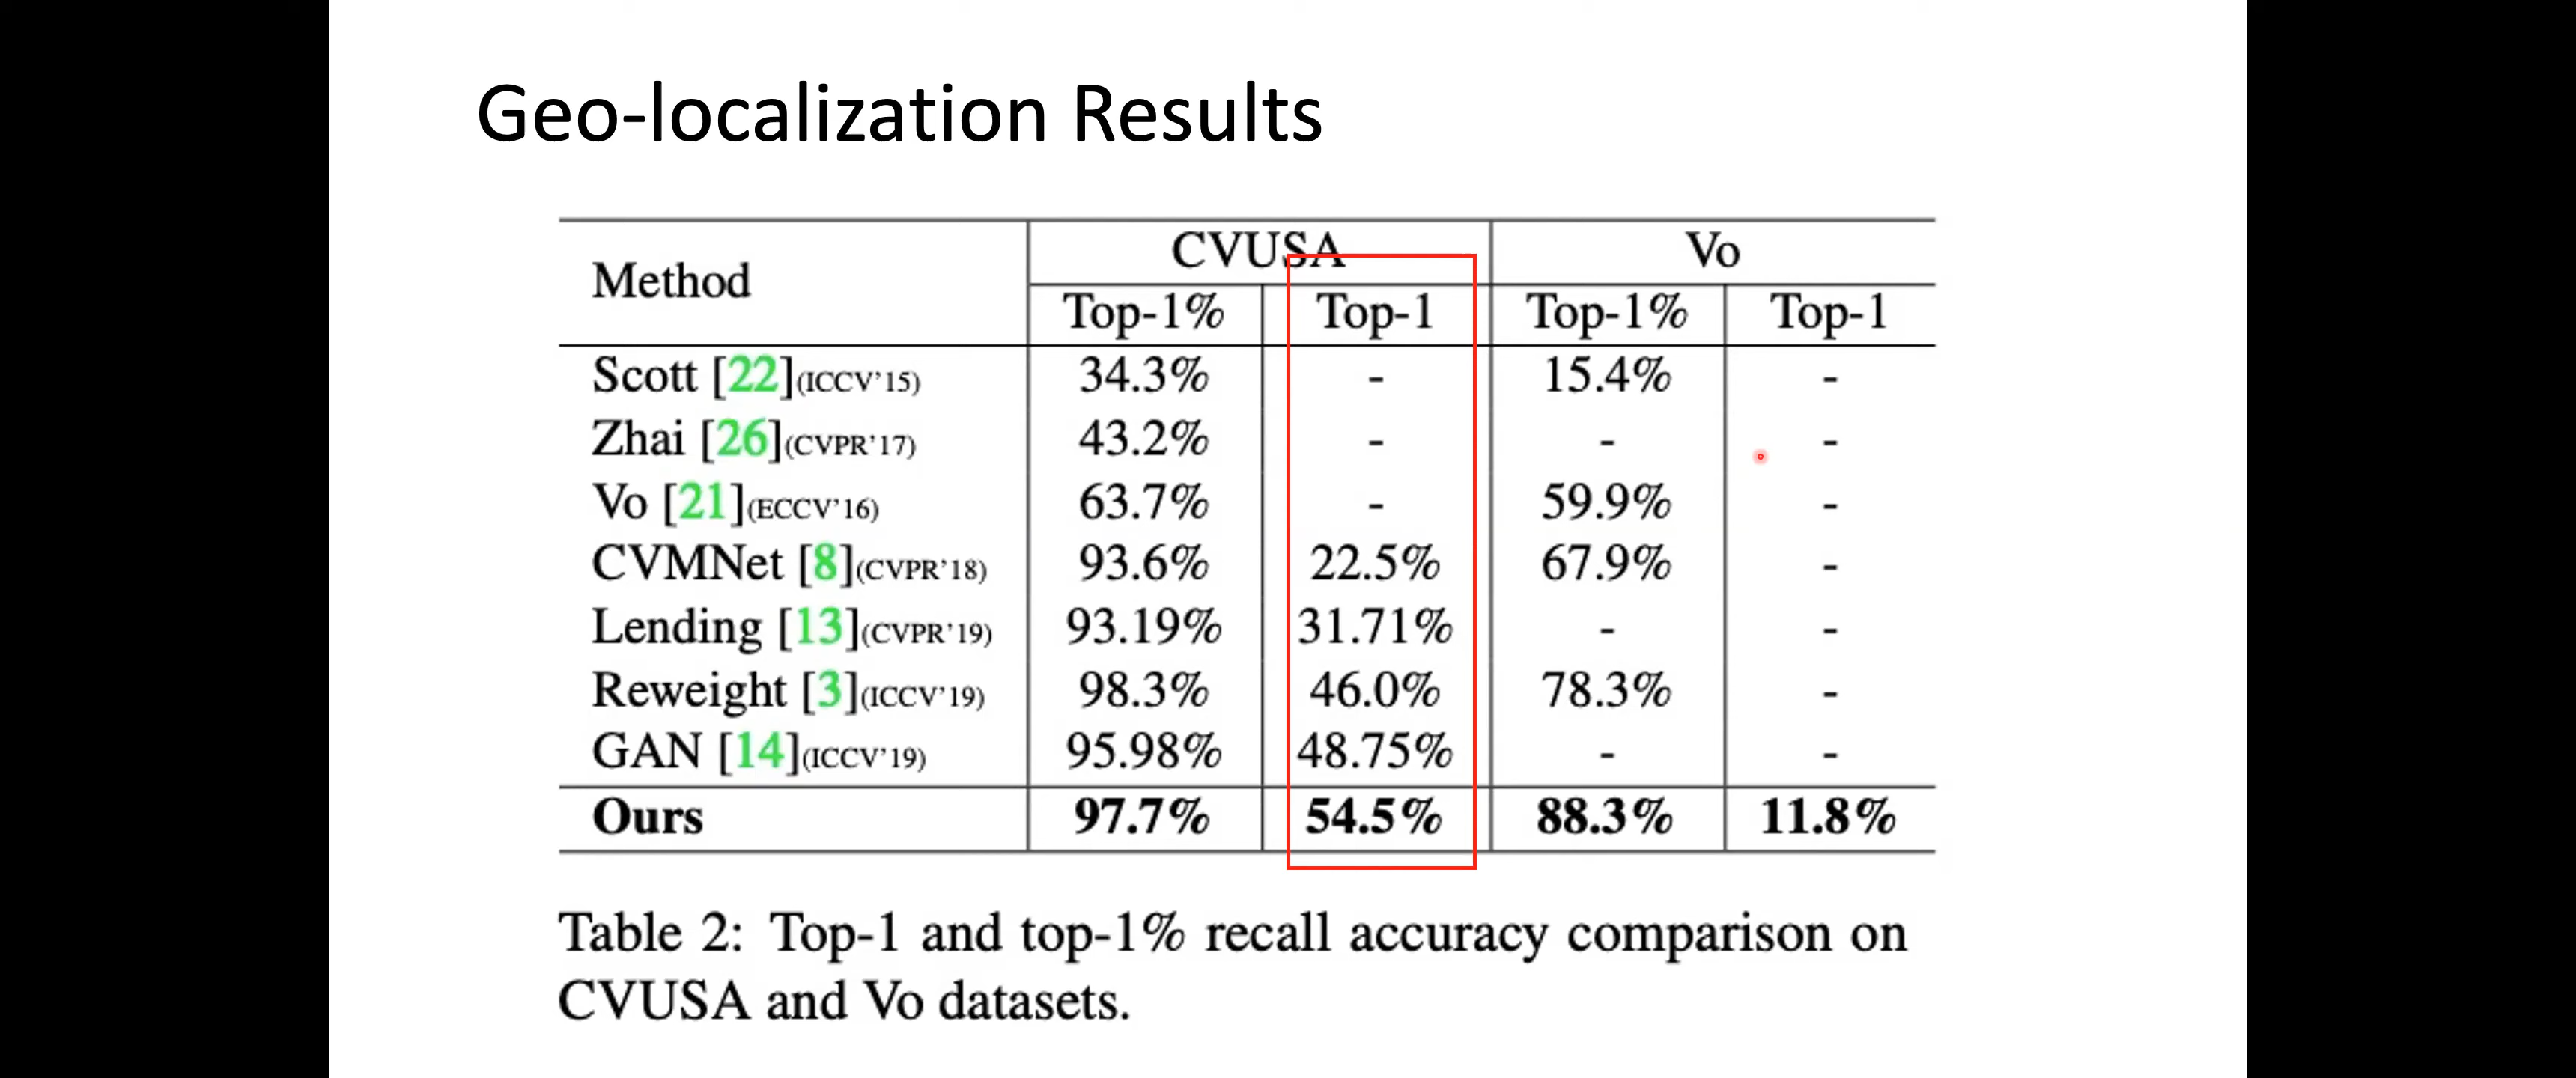 Geo-localization Results
Method CVUSA Vo
Top-1% Top-1 Top-1% Top-1
Scott [22](ICCV'15) 34.3% - 15.4% -
Zhai [26](CVPR'17) 43.2% - - -
Vo [21](ECCV'16) 63.7% - 59.9% -
CVMNet [8](CVPR'18) 93.6% 22.5% 67.9% -
Lending [13](CVPR'19) 93.19% 31.71% - -
Reweight [3](ICCV'19) 98.3% 46.0% 78.3% -
GAN [14](ICCV'19) 95.98% 48.75% - -
Ours 97.7% 54.5% 88.3% 11.8%
Table 2: Top-1 and top-1% recall accuracy comparison on
CVUSA and Vo datasets.